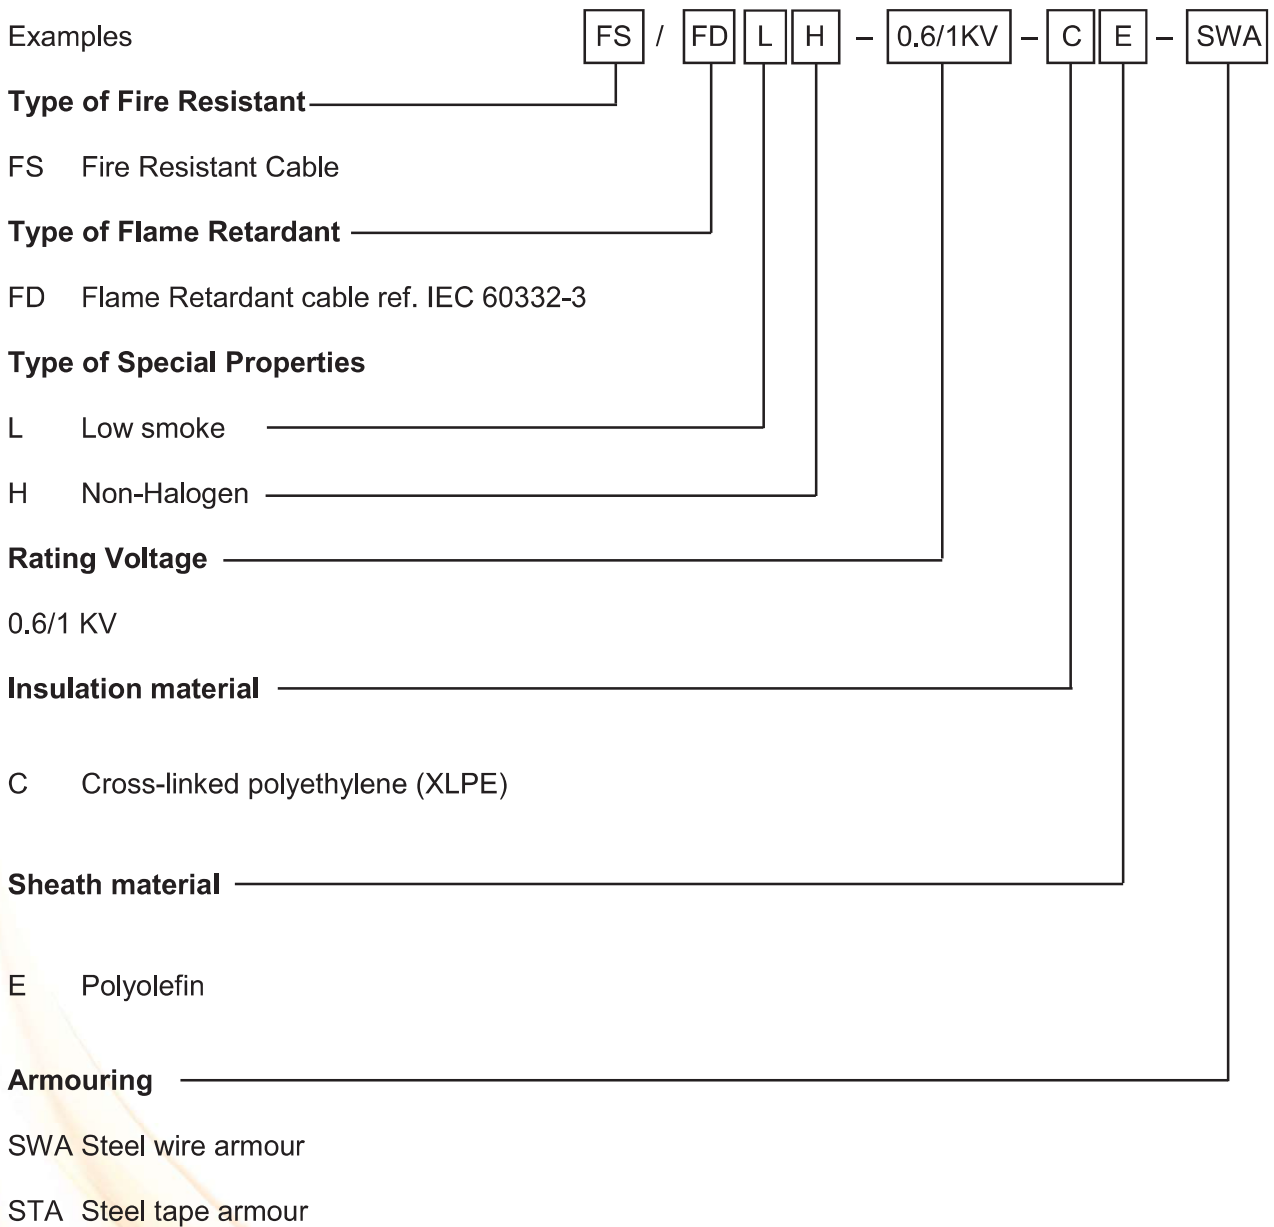 Examples FS / FD L H – 0.6/1KV – C E – SWA
Type of Fire Resistant
FS Fire Resistant Cable
Type of Flame Retardant
FD Flame Retardant cable ref. IEC 60332-3
Type of Special Properties
L Low smoke
H Non-Halogen
Rating Voltage
0.6/1 KV
Insulation material
C Cross-linked polyethylene (XLPE)
Sheath material
E Polyolefin
Armouring
SWA Steel wire armour
STA Steel tape armour